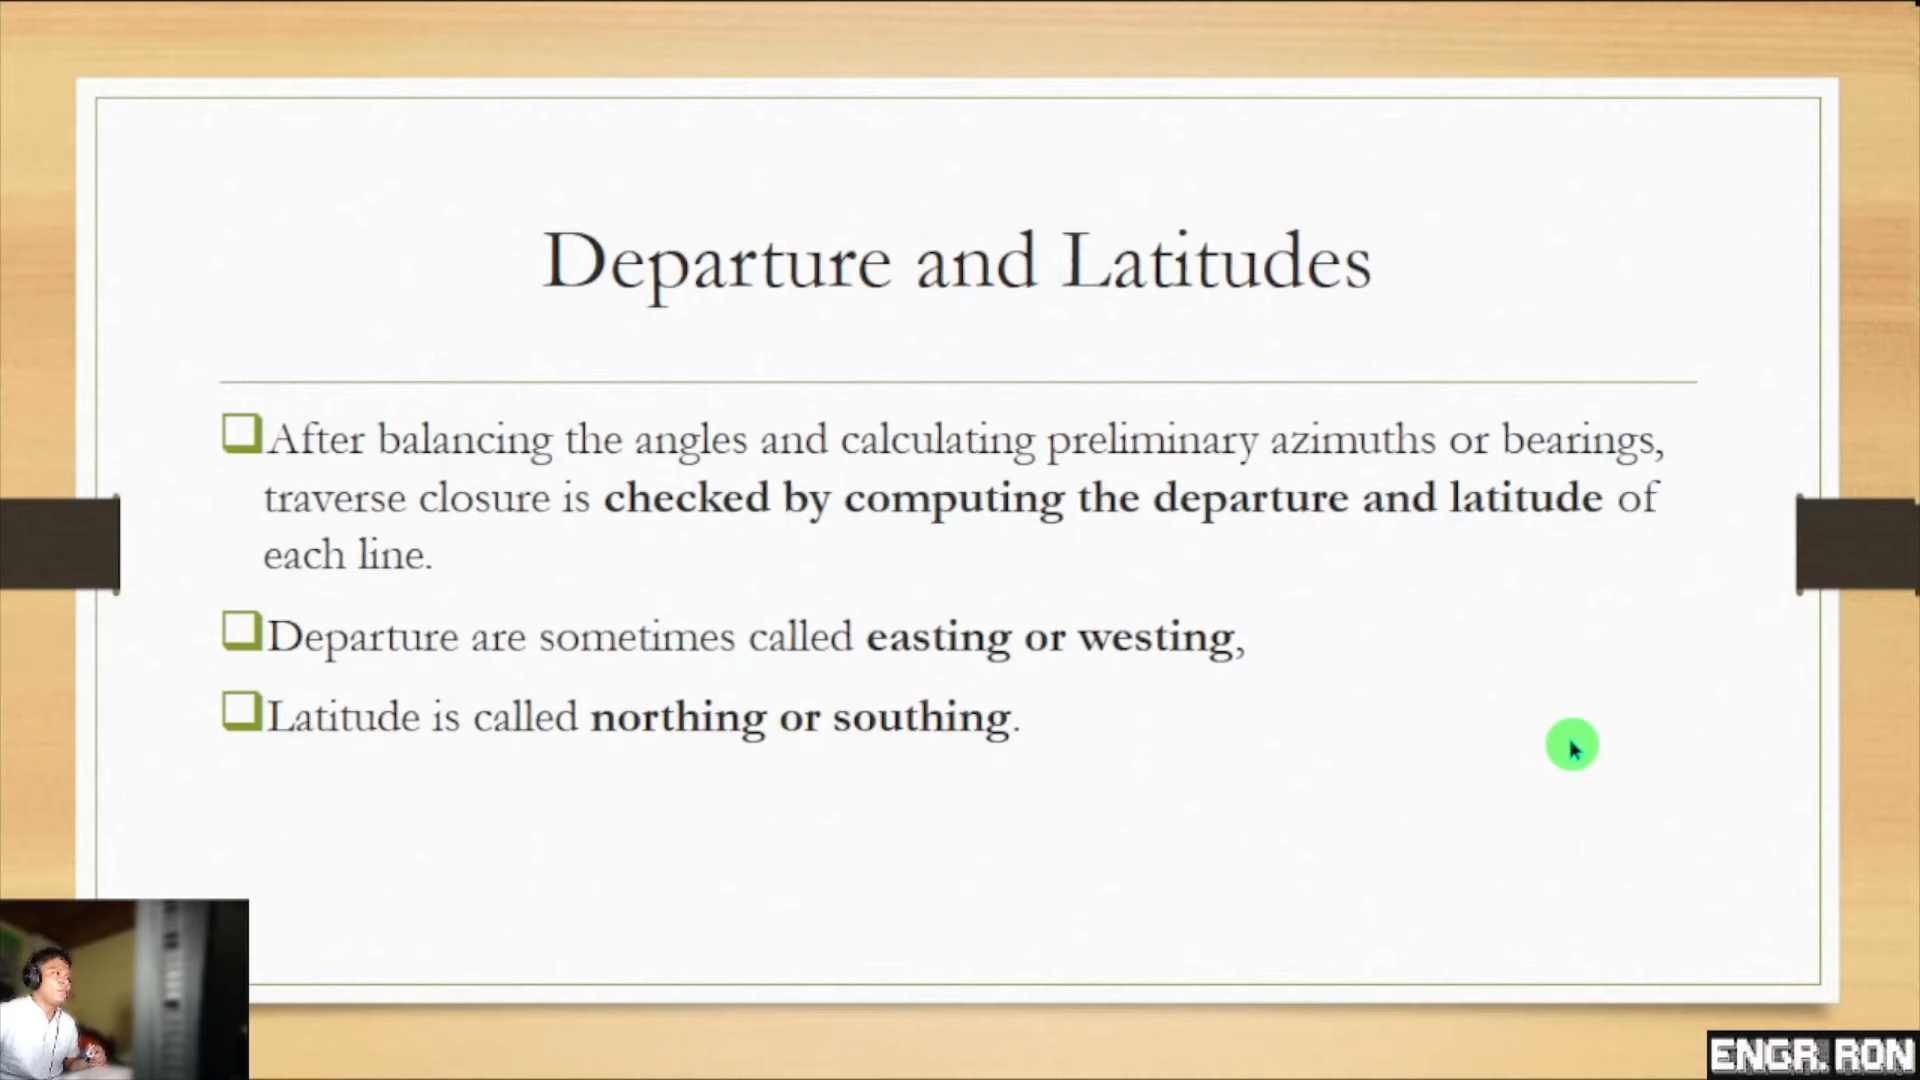 Departure and Latitudes
After balancing the angles and calculating preliminary azimuths or bearings,
traverse closure is checked by computing the departure and latitude of
each line.
Departure are sometimes called easting or westing,
Latitude is called northing or southing.
ENGR. RON